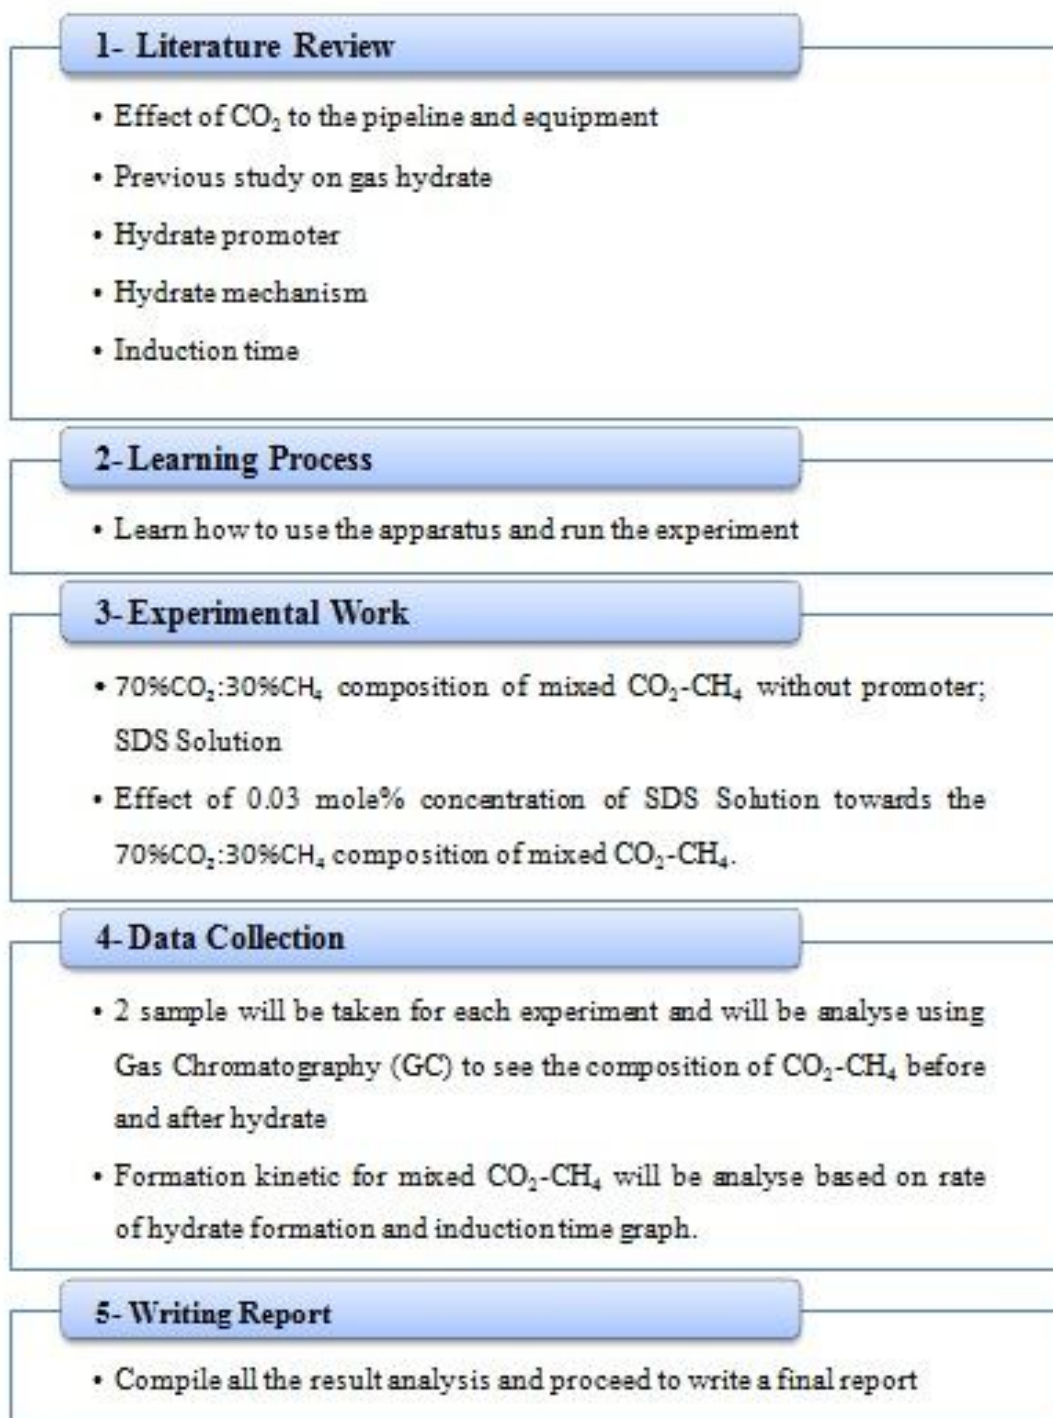 1- Literature Review
• Effect of CO₂ to the pipeline and equipment
• Previous study on gas hydrate
• Hydrate promoter
• Hydrate mechanism
• Induction time
2- Learning Process
• Learn how to use the apparatus and run the experiment
3- Experimental Work
• 70%CO₂:30%CH₄ composition of mixed CO₂-CH₄ without promoter;
SDS Solution
• Effect of 0.03 mole% concentration of SDS Solution towards the
70%CO₂:30%CH₄ composition of mixed CO₂-CH₄.
4- Data Collection
• 2 sample will be taken for each experiment and will be analyse using
Gas Chromatography (GC) to see the composition of CO₂-CH₄ before
and after hydrate
• Formation kinetic for mixed CO₂-CH₄ will be analyse based on rate
of hydrate formation and induction time graph.
5- Writing Report
• Compile all the result analysis and proceed to write a final report